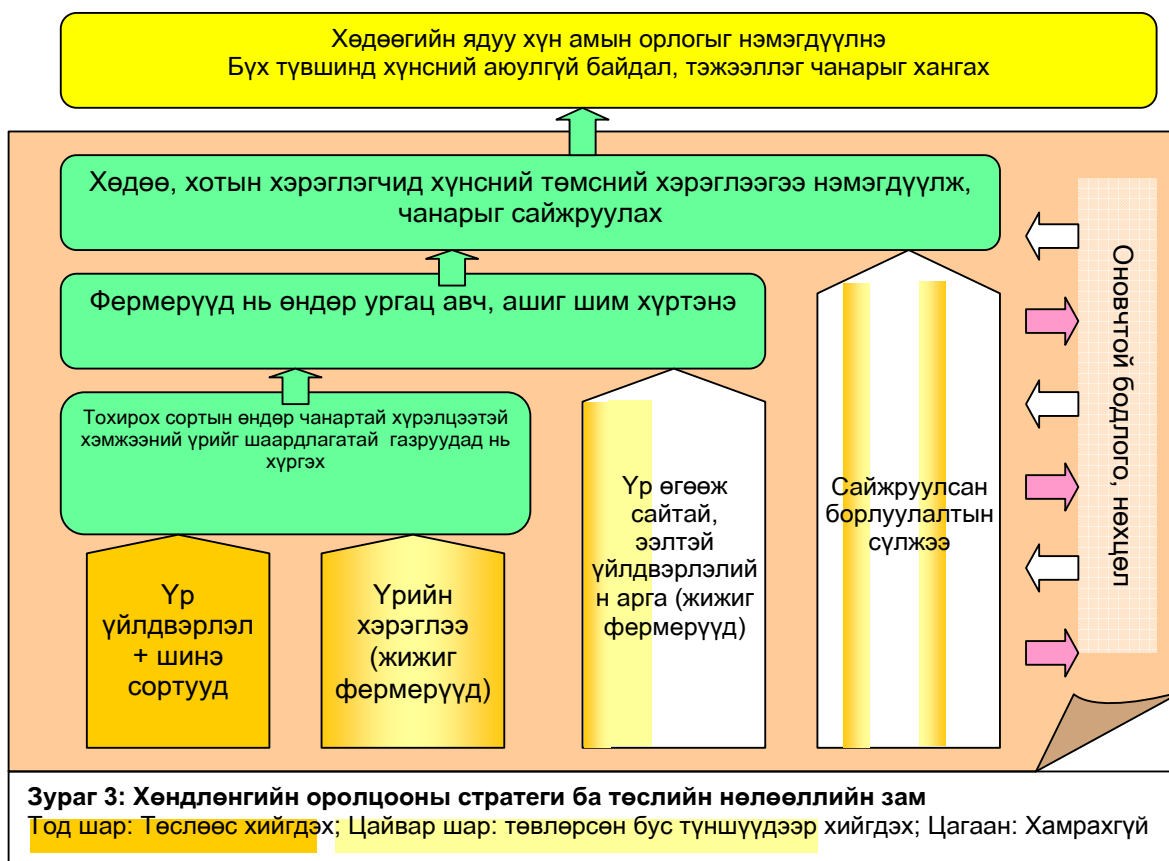 Хөдөөгийн ядуу хүн амын орлогыг нэмэгдүүлнэ
Бүх түвшинд хүнсний аюулгүй байдал, тэжээллэг чанарыг хангах
Хөдөө, хотын хэрэглэгчид хүнсний төмсний хэрэглээгээ нэмэгдүүлж,
чанарыг сайжруулах
Фермерүүд нь өндөр ургац авч, ашиг шим хүртэнэ
Тохирох сортын өндөр чанартай хүрэлцээтэй
хэмжээний үрийг шаардлагатай газруудад нь
хүргэх
Үр
үйлдвэрлэл
+ шинэ
сортууд
Үрийн
хэрэглээ
(жижиг
фермерүүд)
Үр өгөөж
сайтай,
ээлтэй
үйлдвэрлэлий
н арга (жижиг
фермерүүд)
Сайжруулсан
борлуулалтын
сүлжээ
Оновчтой бодлого, нөхцөл
Зураг 3: Хөндлөнгийн оролцооны стратеги ба төслийн нөлөөллийн зам
Тод шар: Төслөөс хийгдэх; Цайвар шар: төвлөрсөн бус түншүүдээр хийгдэх; Цагаан: Хамрахгүй